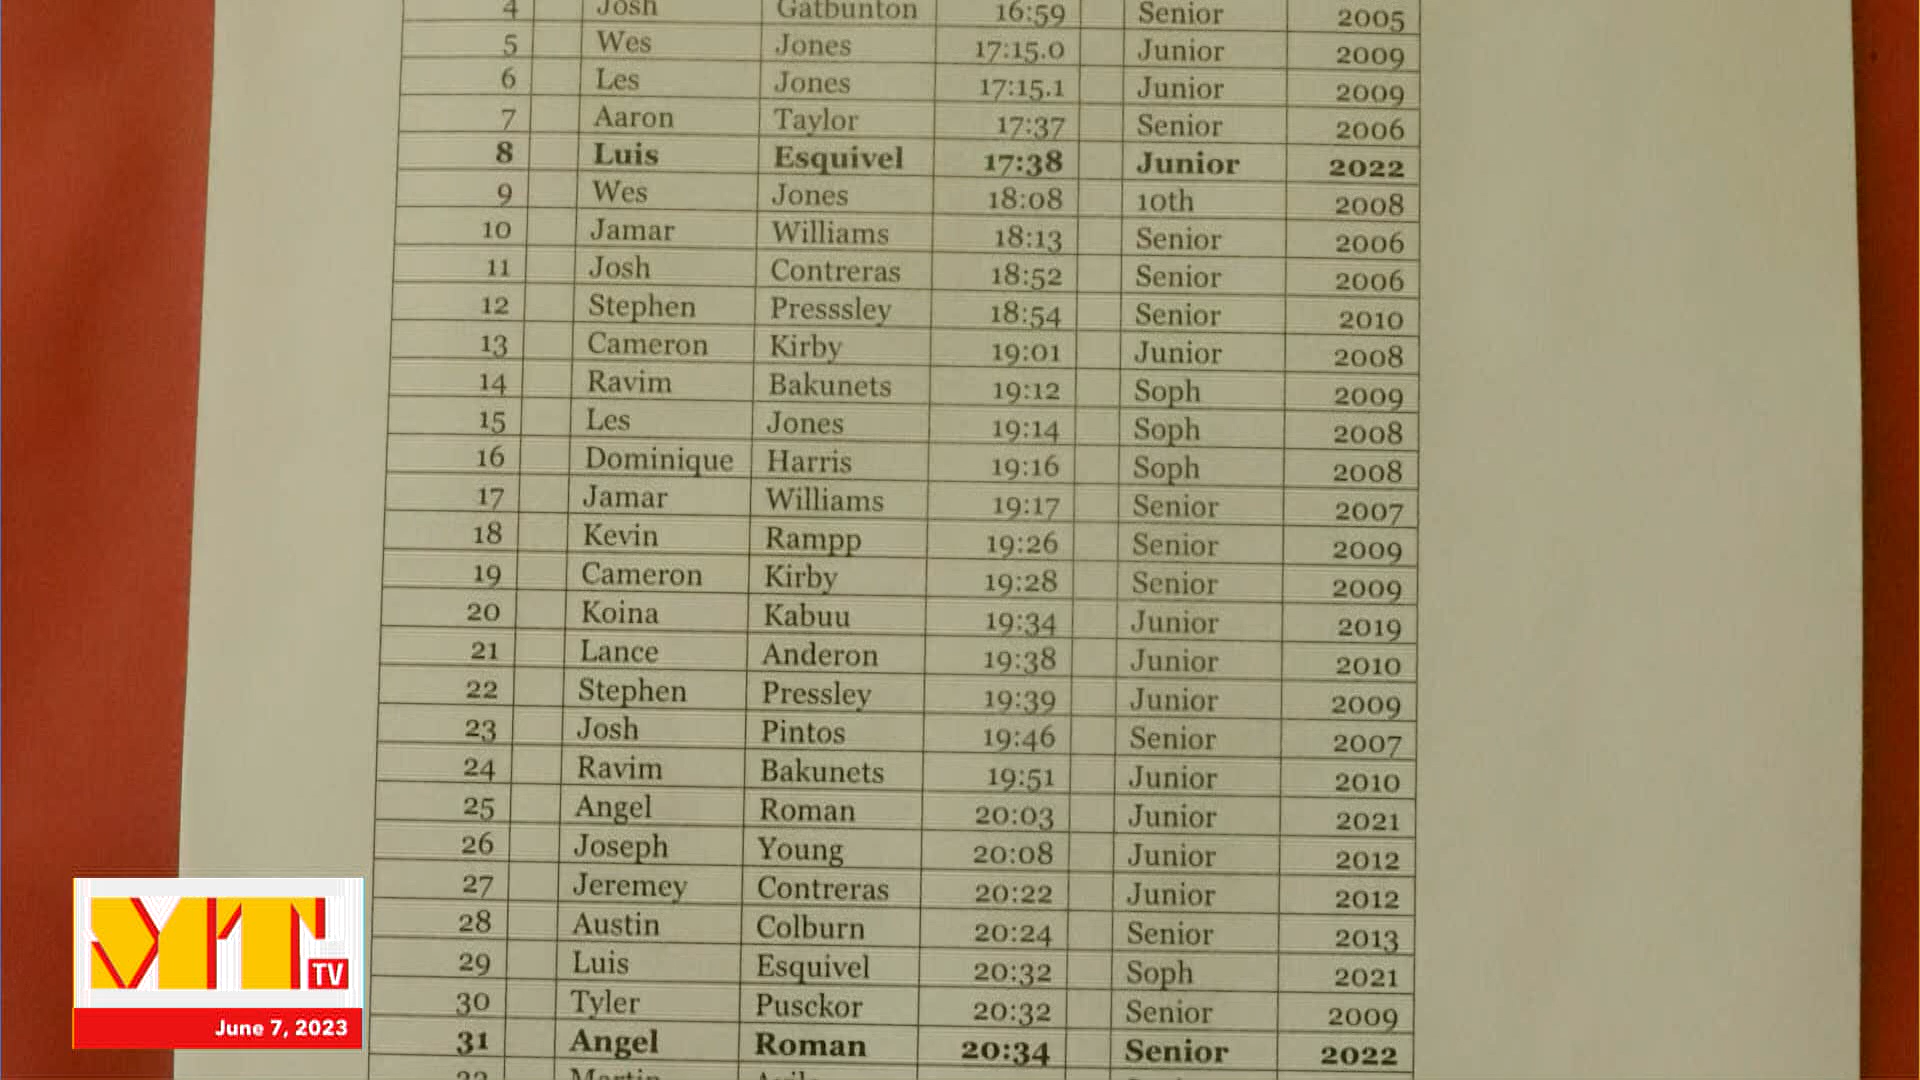 4 Josh Gatbunton 16:59 Senior 2005
5 Wes Jones 17:15.0 Junior 2009
6 Les Jones 17:15.1 Junior 2009
7 Aaron Taylor 17:37 Senior 2006
8 Luis Esquivel 17:38 Junior 2022
9 Wes Jones 18:08 10th 2008
10 Jamar Williams 18:13 Senior 2006
11 Josh Contreras 18:52 Senior 2006
12 Stephen Presssley 18:54 Senior 2010
13 Cameron Kirby 19:01 Junior 2008
14 Ravim Bakunets 19:12 Soph 2009
15 Les Jones 19:14 Soph 2008
16 Dominique Harris 19:16 Soph 2008
17 Jamar Williams 19:17 Senior 2007
18 Kevin Rampp 19:26 Senior 2009
19 Cameron Kirby 19:28 Senior 2009
20 Koina Kabuu 19:34 Junior 2019
21 Lance Anderon 19:38 Junior 2010
22 Stephen Pressley 19:39 Junior 2009
23 Josh Pintos 19:46 Senior 2007
24 Ravim Bakunets 19:51 Junior 2010
25 Angel Roman 20:03 Junior 2021
26 Joseph Young 20:08 Junior 2012
27 Jeremey Contreras 20:22 Junior 2012
28 Austin Colburn 20:24 Senior 2013
29 Luis Esquivel 20:32 Soph 2021
30 Tyler Pusckor 20:32 Senior 2009
31 Angel Roman 20:34 Senior 2022
VIT
TV
June 7, 2023